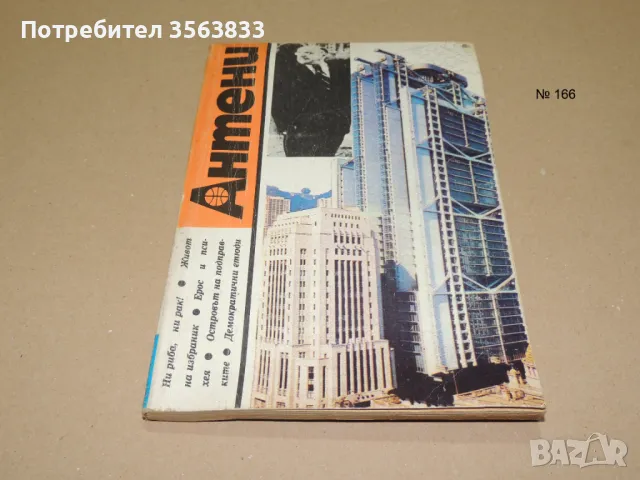 Потребител 3563833
№ 166
Антени
Ни риба, ни рак! ● Живот
на избраник ● Ерос и пси-
хея ● Островът на подправ-
ките ● Демократични етюди
BAZAR